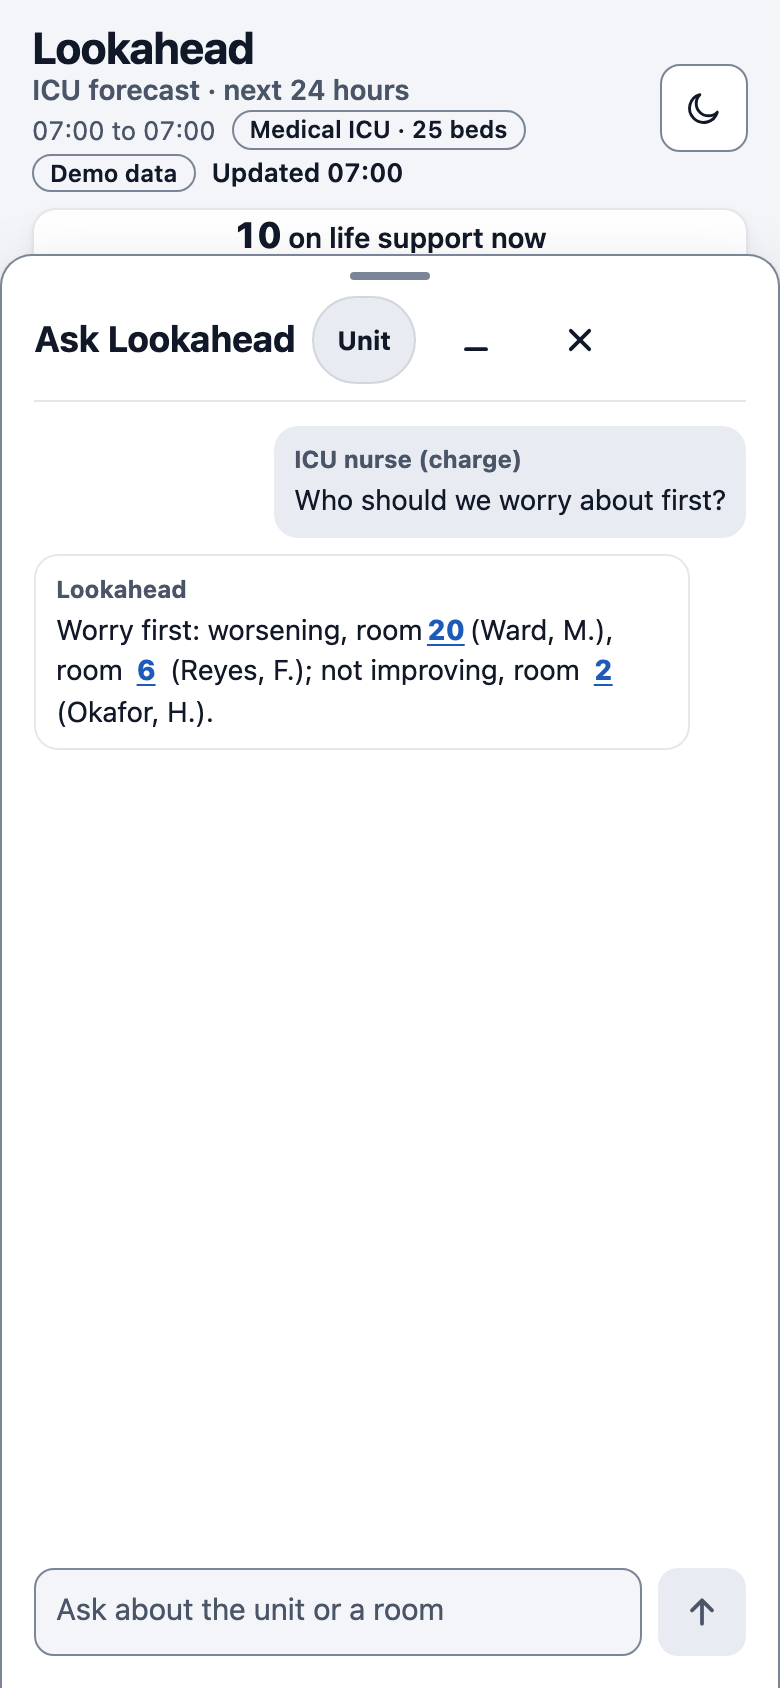 Lookahead
ICU forecast · next 24 hours
07:00 to 07:00 Medical ICU · 25 beds
Demo data Updated 07:00
10 on life support now
Ask Lookahead Unit
ICU nurse (charge)
Who should we worry about first?
Lookahead
Worry first: worsening, room 20 (Ward, M.),
room 6 (Reyes, F.); not improving, room 2
(Okafor, H.).
Ask about the unit or a room